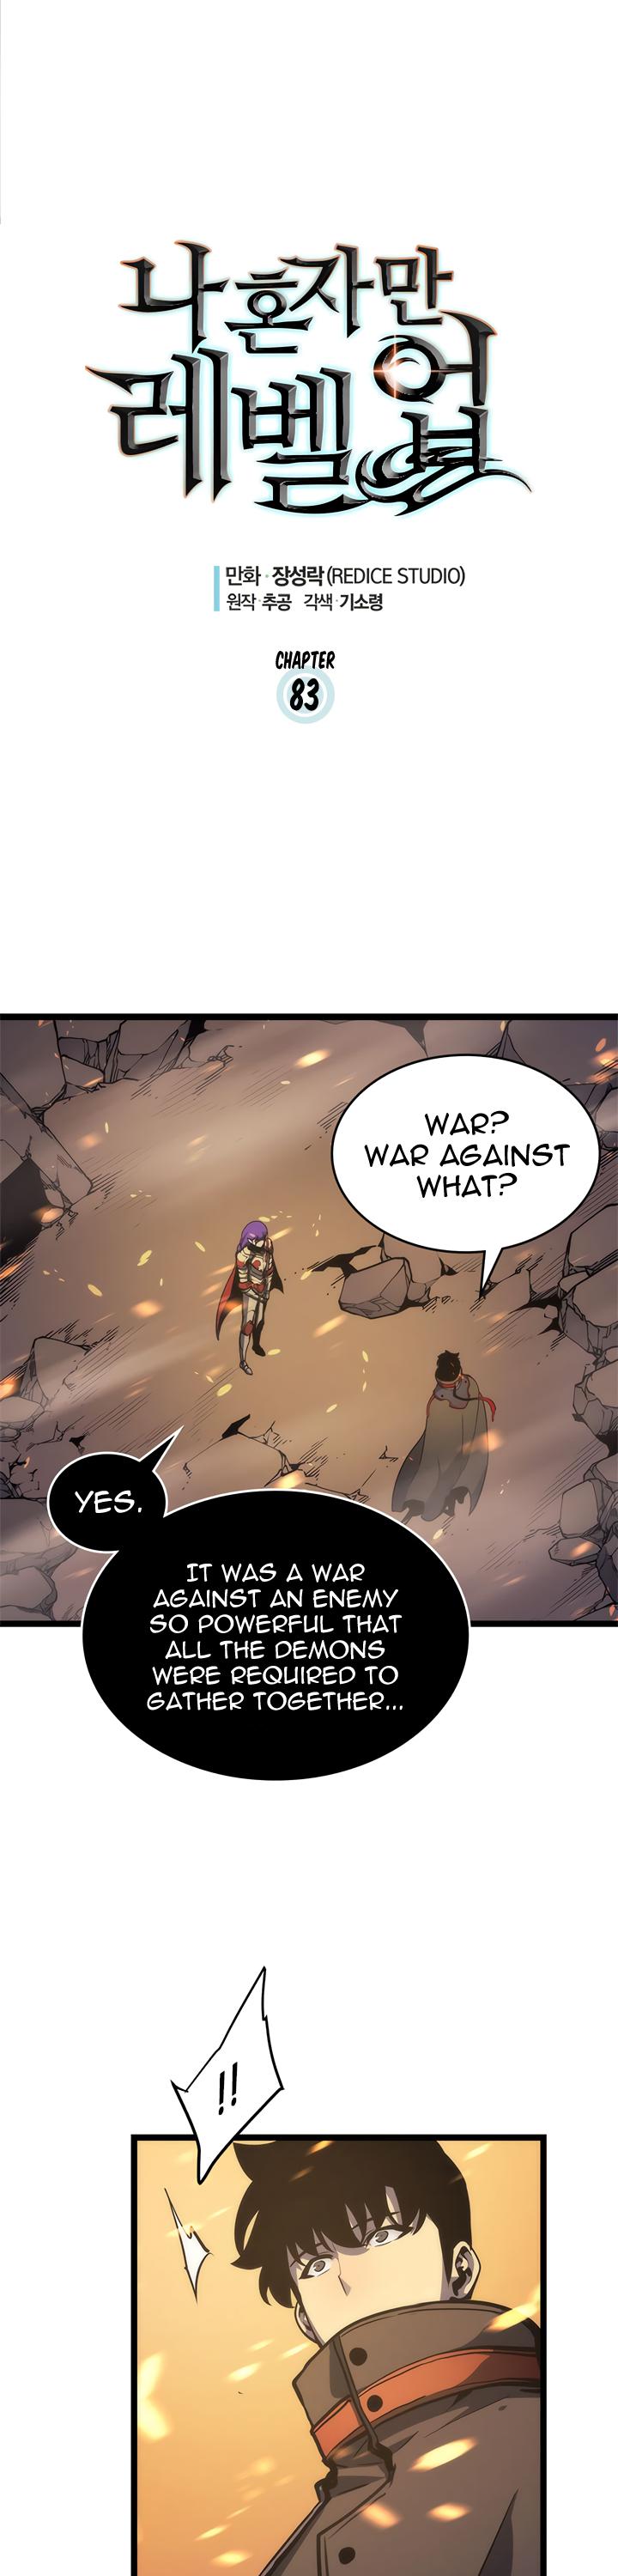 나 혼자만
레벨업
만화·장성락(REDICE STUDIO)
원작·추공 각색·기소령
CHAPTER
83
WAR?
WAR AGAINST
WHAT?
YES.
IT WAS A WAR
AGAINST AN ENEMY
SO POWERFUL THAT
ALL THE DEMONS
WERE REQUIRED TO
GATHER TOGETHER...
!!